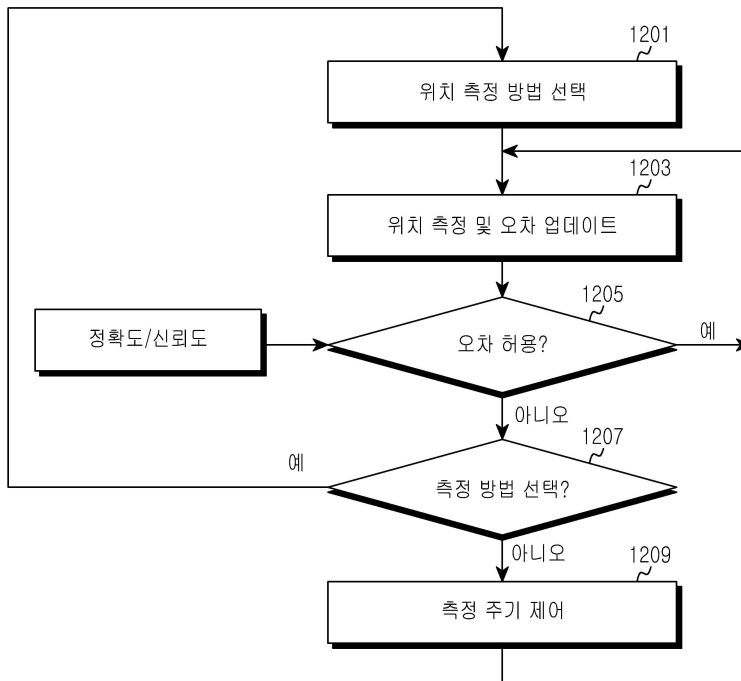 1201
위치 측정 방법 선택
1203
위치 측정 및 오차 업데이트
1205
정확도/신뢰도
오차 허용?
예
아니오
1207
예
측정 방법 선택?
아니오
1209
측정 주기 제어